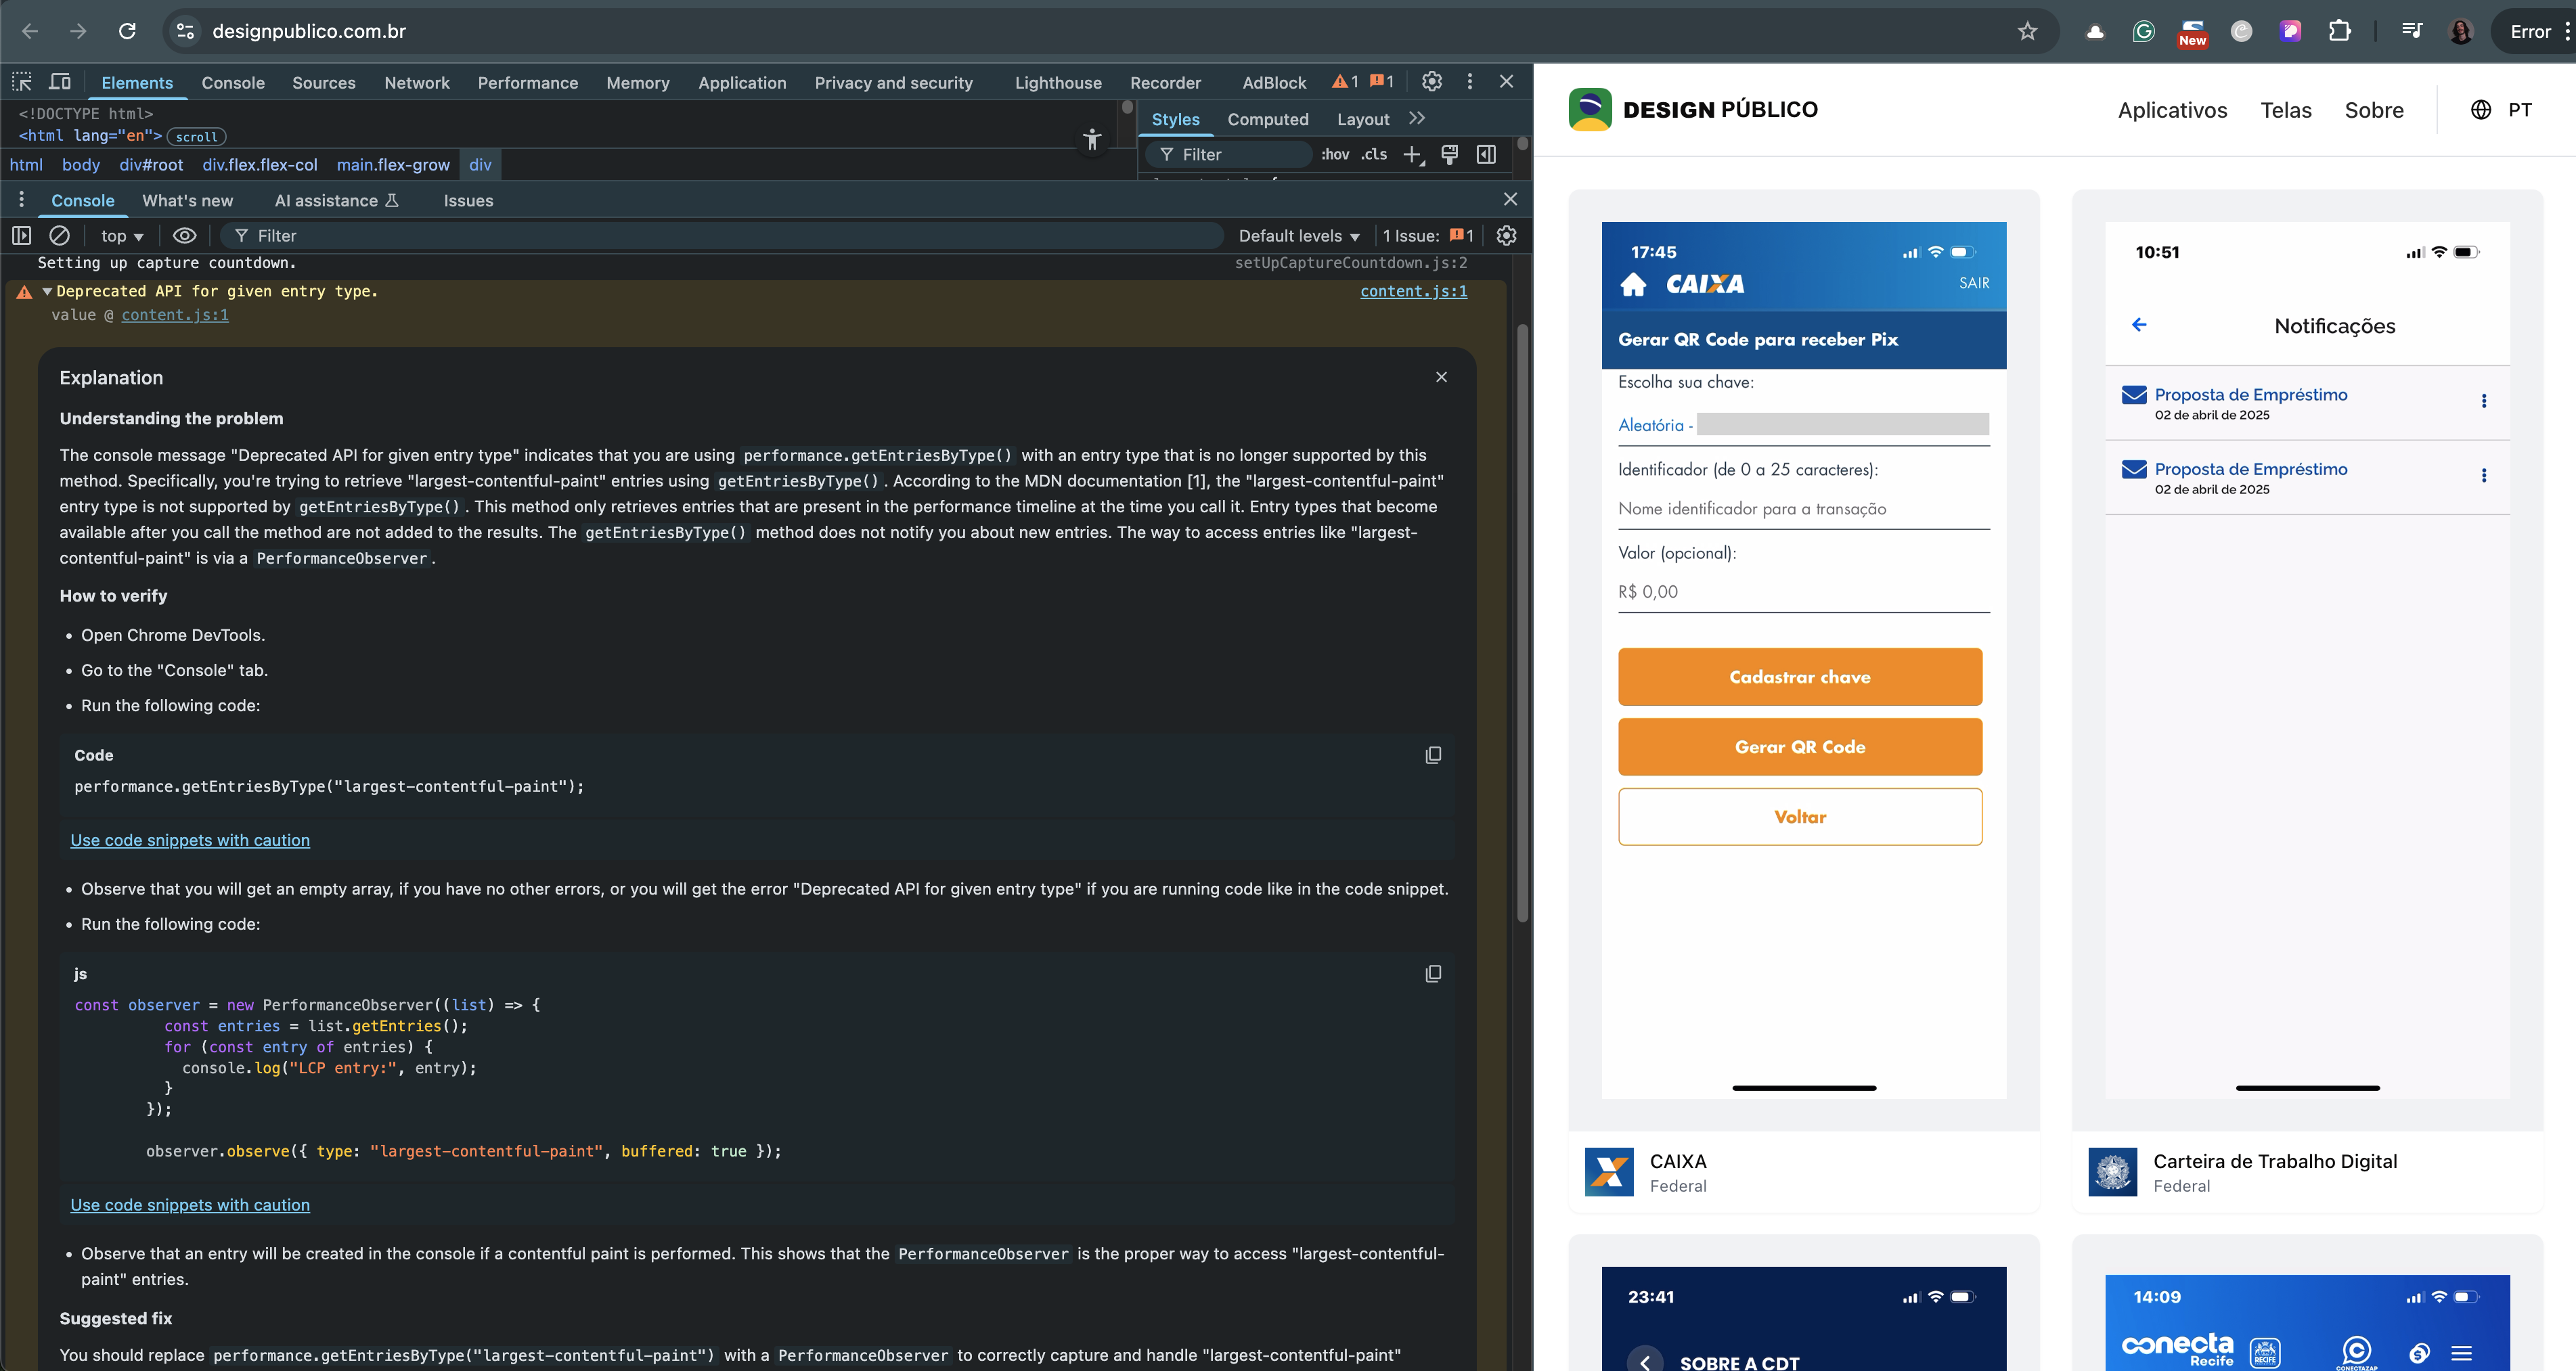 designpublico.com.br
New
Error
Elements Console Sources Network Performance Memory Application Privacy and security Lighthouse Recorder AdBlock 1 1
<!DOCTYPE html>
<html lang="en"> scroll
html body div#root div.flex.flex-col main.flex-grow div
Styles Computed Layout
Filter :hov .cls
Console What's new AI assistance Issues
top Filter Default levels 1 Issue: 1
Setting up capture countdown. setUpCaptureCountdown.js:2
Deprecated API for given entry type. content.js:1
value @ content.js:1
Explanation
Understanding the problem
The console message "Deprecated API for given entry type" indicates that you are using performance.getEntriesByType() with an entry type that is no longer supported by this
method. Specifically, you're trying to retrieve "largest-contentful-paint" entries using getEntriesByType(). According to the MDN documentation [1], the "largest-contentful-paint"
entry type is not supported by getEntriesByType(). This method only retrieves entries that are present in the performance timeline at the time you call it. Entry types that become
available after you call the method are not added to the results. The getEntriesByType() method does not notify you about new entries. The way to access entries like "largest-
contentful-paint" is via a PerformanceObserver.
How to verify
• Open Chrome DevTools.
• Go to the "Console" tab.
• Run the following code:
Code
performance.getEntriesByType("largest-contentful-paint");
Use code snippets with caution
• Observe that you will get an empty array, if you have no other errors, or you will get the error "Deprecated API for given entry type" if you are running code like in the code snippet.
• Run the following code:
js
const observer = new PerformanceObserver((list) => {
const entries = list.getEntries();
for (const entry of entries) {
console.log("LCP entry:", entry);
}
});
observer.observe({ type: "largest-contentful-paint", buffered: true });
Use code snippets with caution
• Observe that an entry will be created in the console if a contentful paint is performed. This shows that the PerformanceObserver is the proper way to access "largest-contentful-
paint" entries.
Suggested fix
You should replace performance.getEntriesByType("largest-contentful-paint") with a PerformanceObserver to correctly capture and handle "largest-contentful-paint"
DESIGN PÚBLICO
Aplicativos Telas Sobre PT
17:45
CAIXA SAIR
Gerar QR Code para receber Pix
Escolha sua chave:
Aleatória -
Identificador (de 0 a 25 caracteres):
Nome identificador para a transação
Valor (opcional):
R$ 0,00
Cadastrar chave
Gerar QR Code
Voltar
CAIXA
Federal
10:51
Notificações
Proposta de Empréstimo
02 de abril de 2025
Proposta de Empréstimo
02 de abril de 2025
Carteira de Trabalho Digital
Federal
23:41
SOBRE A CDT
14:09
conecta
Recife
RECIFE
CONECTAZAP